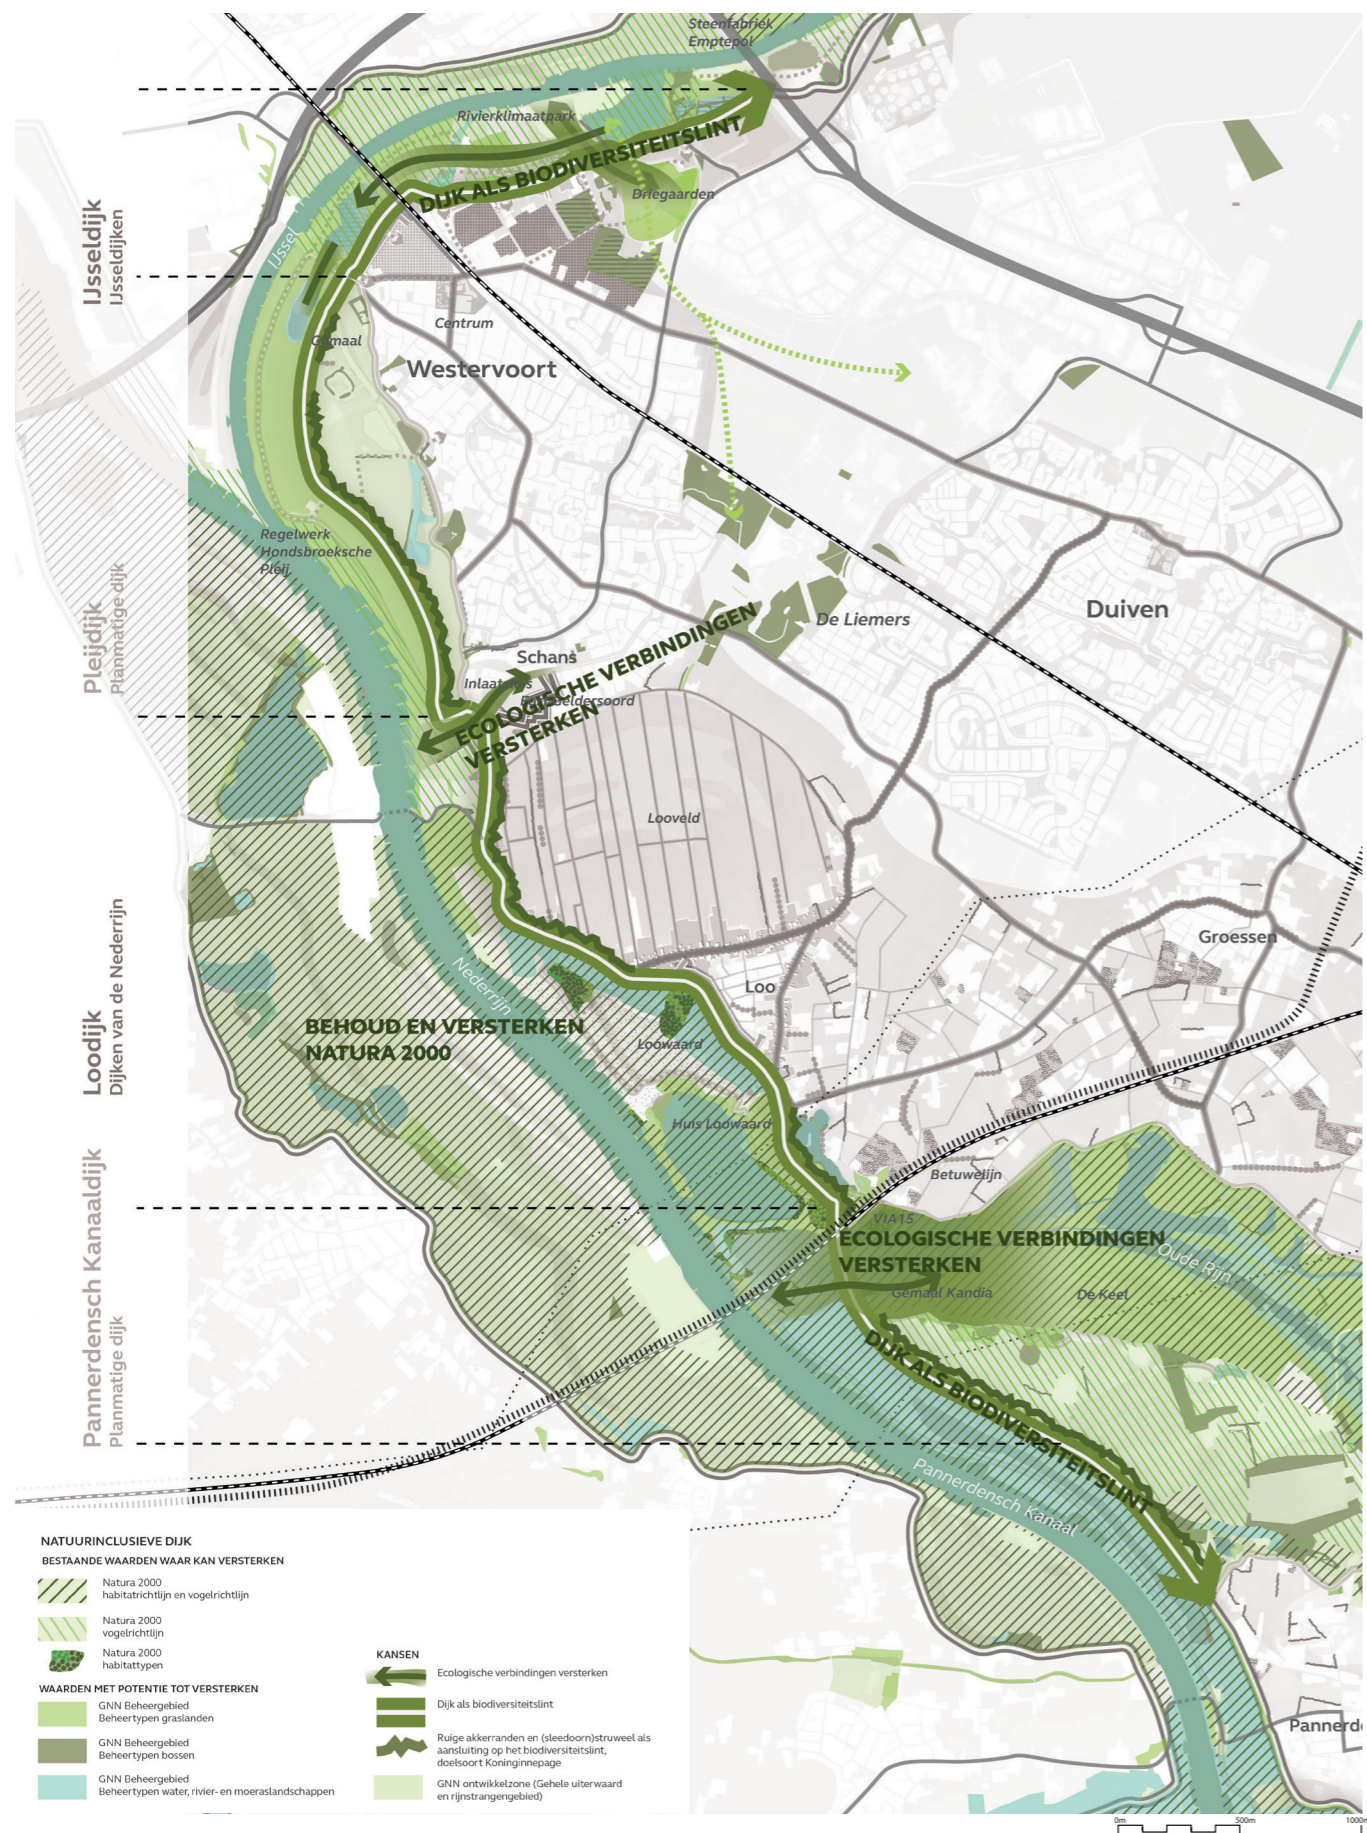 Steenfabriek
Emptepol
Rivierklimaatpark
DIJK ALS BIODIVERSITEITSLINT
Driegaarden
IJsseldijk
IJsseldijken
IJssel
Centrum
Gemaal
Westervoort
Regelwerk
Hondsbroeksche
Pleij
Pleijdijk
Planmatige dijk
De Liemers
Duiven
Schans
ECOLOGISCHE VERBINDINGEN
VERSTERKEN
Looveld
Loodijk
Dijken van de Nederrijn
Groessen
Nederrijn
Loo
BEHOUD EN VERSTERKEN
NATURA 2000
Loowaard
Huis Loowaard
Betuwelijn
Pannerdensch Kanaaldijk
Planmatige dijk
VIA15
ECOLOGISCHE VERBINDINGEN
VERSTERKEN
Oude Rijn
Gemaal Kandia
De Keel
DIJK ALS BIODIVERSITEITSLINT
Pannerdensch Kanaal
NATUURINCLUSIEVE DIJK
BESTAANDE WAARDEN WAAR KAN VERSTERKEN
Natura 2000
habitatrichtlijn en vogelrichtlijn
Natura 2000
vogelrichtlijn
Natura 2000
habitattypen
WAARDEN MET POTENTIE TOT VERSTERKEN
GNN Beheergebied
Beheertypen graslanden
GNN Beheergebied
Beheertypen bossen
GNN Beheergebied
Beheertypen water, rivier- en moeraslandschappen
KANSEN
Ecologische verbindingen versterken
Dijk als biodiversiteitslint
Ruige akkerranden en (sleedoorn)struweel als
aansluiting op het biodiversiteitslint,
doelsoort Koninginnepage
GNN ontwikkelzone (Gehele uiterwaard
en rijnstrangengebied)
Pannerd
0m 500m 1000m